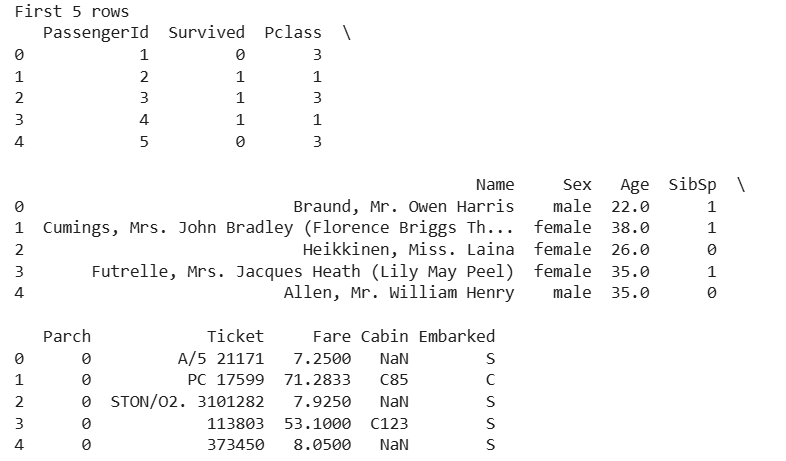 First 5 rows
   PassengerId  Survived  Pclass  \
0            1         0       3
1            2         1       1
2            3         1       3
3            4         1       1
4            5         0       3

                                                Name     Sex   Age  SibSp  \
0                            Braund, Mr. Owen Harris    male  22.0      1
1  Cumings, Mrs. John Bradley (Florence Briggs Th...  female  38.0      1
2                             Heikkinen, Miss. Laina  female  26.0      0
3       Futrelle, Mrs. Jacques Heath (Lily May Peel)  female  35.0      1
4                           Allen, Mr. William Henry    male  35.0      0

   Parch            Ticket     Fare Cabin Embarked
0      0         A/5 21171   7.2500   NaN        S
1      0          PC 17599  71.2833   C85        C
2      0  STON/O2. 3101282   7.9250   NaN        S
3      0            113803  53.1000  C123        S
4      0            373450   8.0500   NaN        S